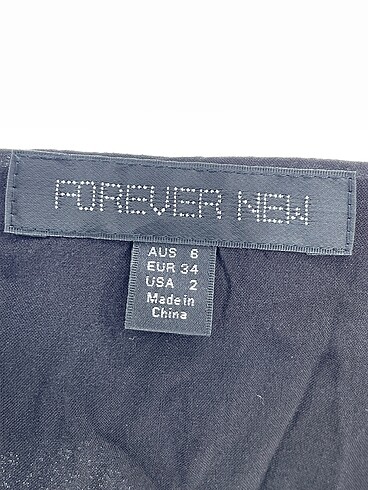 FOREVER NEW
AUS 6
EUR 34
USA 2
Made in
China